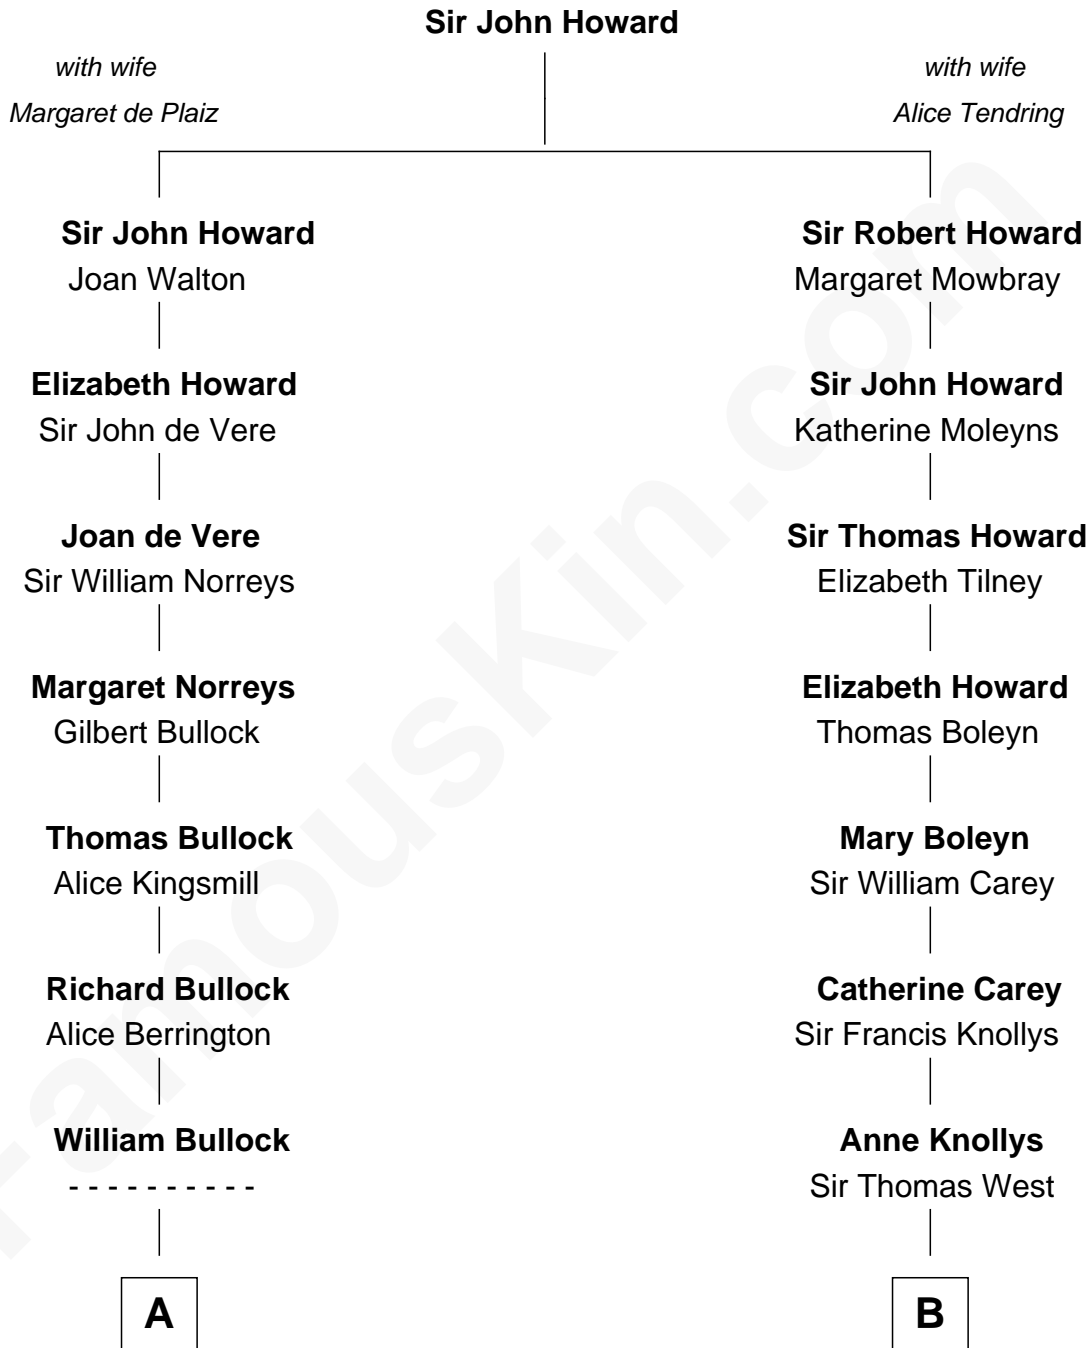 Sir John Howard
with wife
Margaret de Plaiz
with wife
Alice Tendring
Sir John Howard
Joan Walton
Sir Robert Howard
Margaret Mowbray
Elizabeth Howard
Sir John de Vere
Sir John Howard
Katherine Moleyns
Joan de Vere
Sir William Norreys
Sir Thomas Howard
Elizabeth Tilney
Margaret Norreys
Gilbert Bullock
Elizabeth Howard
Thomas Boleyn
Thomas Bullock
Alice Kingsmill
Mary Boleyn
Sir William Carey
Richard Bullock
Alice Berrington
Catherine Carey
Sir Francis Knollys
William Bullock
- - - - - - - - - -
Anne Knollys
Sir Thomas West
A
B
FamousKin.com